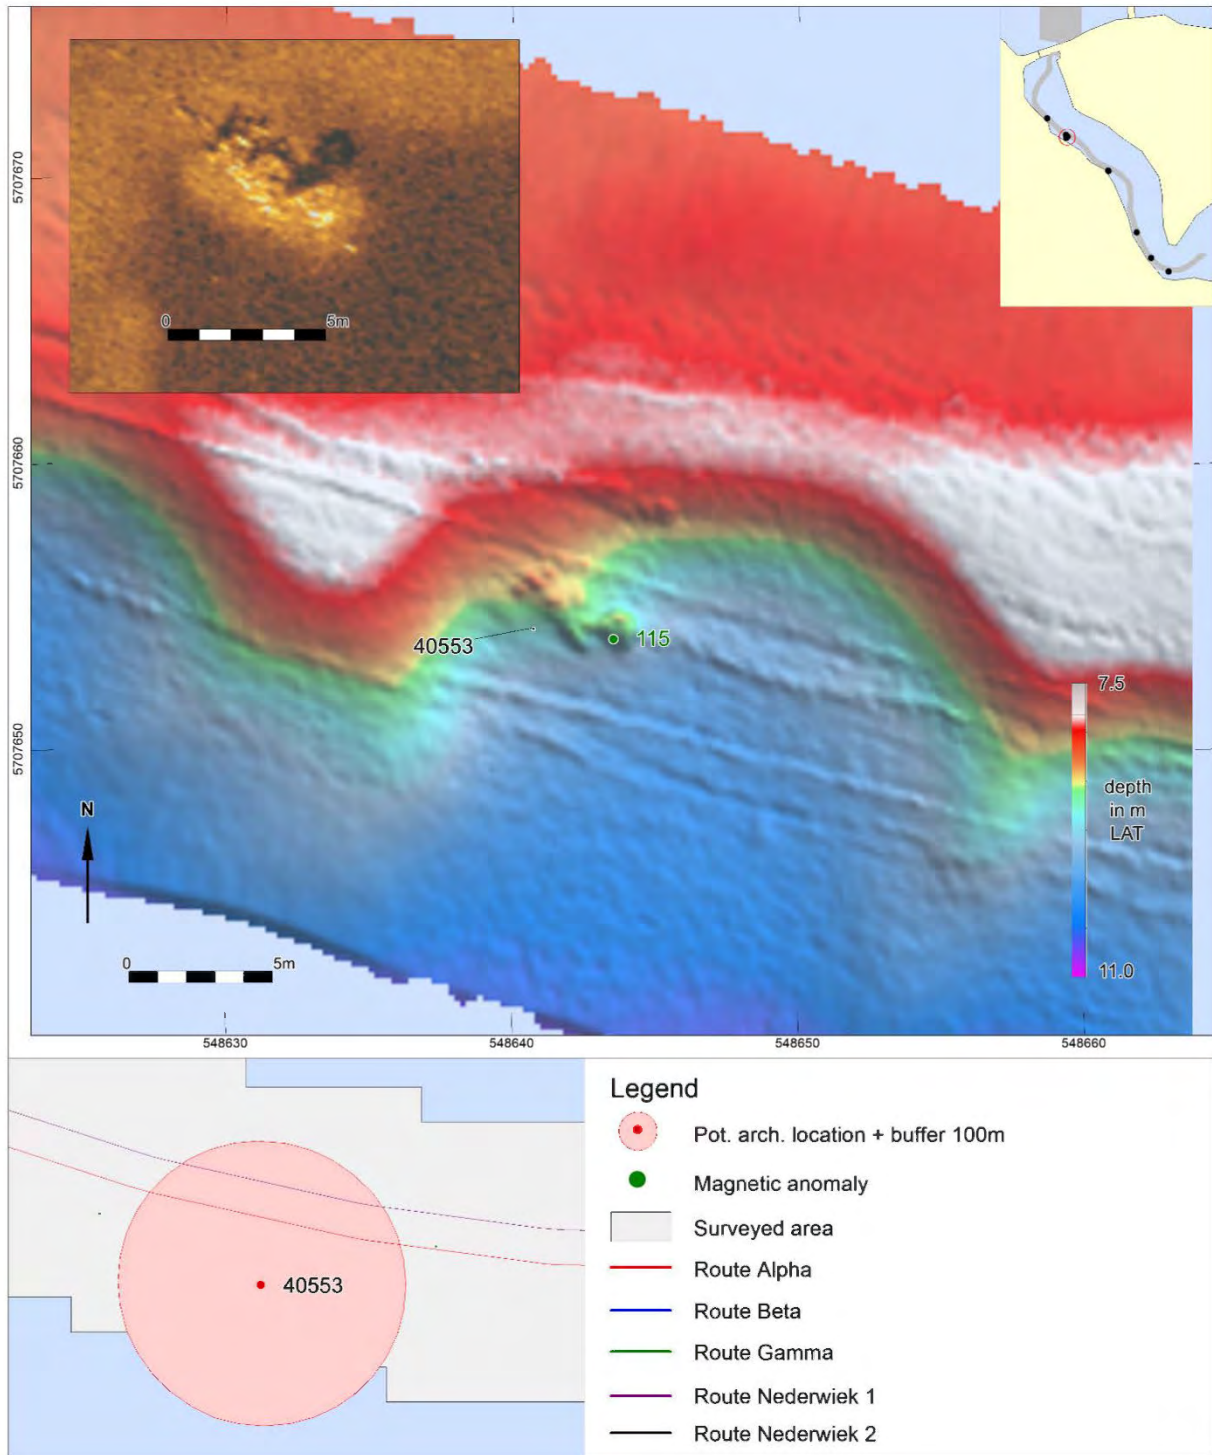 0
5m
5707670
5707660
5707650
40553
115
7.5
depth
in m
LAT
11.0
N
0
5m
548630
548640
548650
548660
40553
Legend
Pot. arch. location + buffer 100m
Magnetic anomaly
Surveyed area
Route Alpha
Route Beta
Route Gamma
Route Nederwiek 1
Route Nederwiek 2